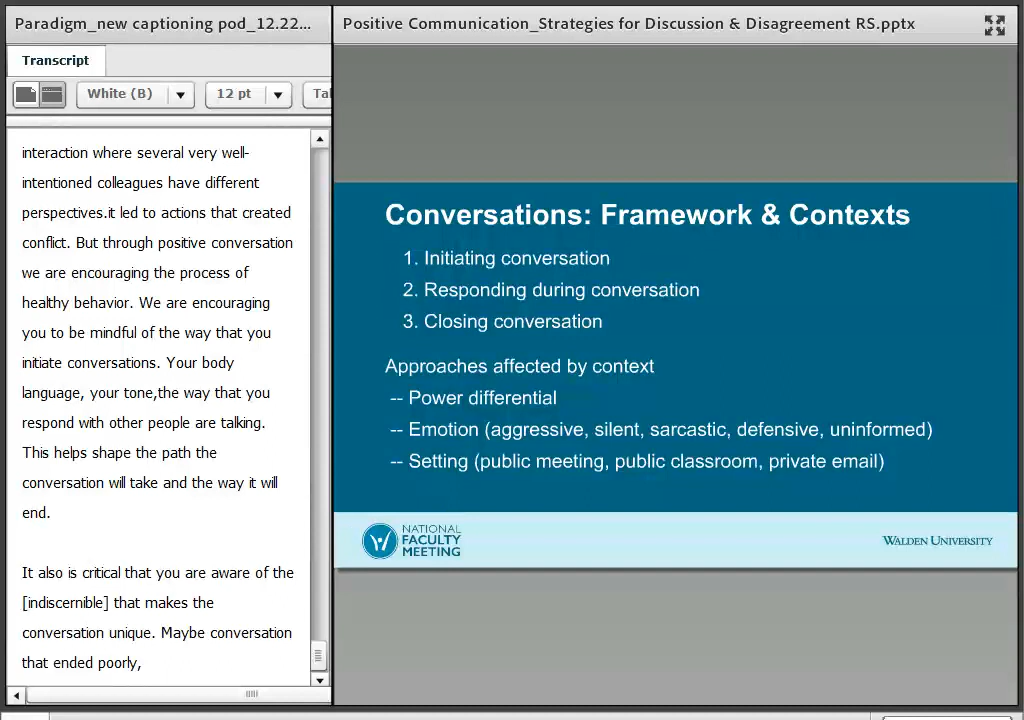 Paradigm_new captioning pod_12.22...
Transcript
White (B)
12 pt
Ta
interaction where several very well-
intentioned colleagues have different
perspectives.it led to actions that created
conflict. But through positive conversation
we are encouraging the process of
healthy behavior. We are encouraging
you to be mindful of the way that you
initiate conversations. Your body
language, your tone,the way that you
respond with other people are talking.
This helps shape the path the
conversation will take and the way it will
end.
It also is critical that you are aware of the
[indiscernible] that makes the
conversation unique. Maybe conversation
that ended poorly,
Positive Communication_Strategies for Discussion & Disagreement RS.pptx
Conversations: Framework & Contexts
1. Initiating conversation
2. Responding during conversation
3. Closing conversation
Approaches affected by context
-- Power differential
-- Emotion (aggressive, silent, sarcastic, defensive, uninformed)
-- Setting (public meeting, public classroom, private email)
NATIONAL
FACULTY
MEETING
WALDEN UNIVERSITY